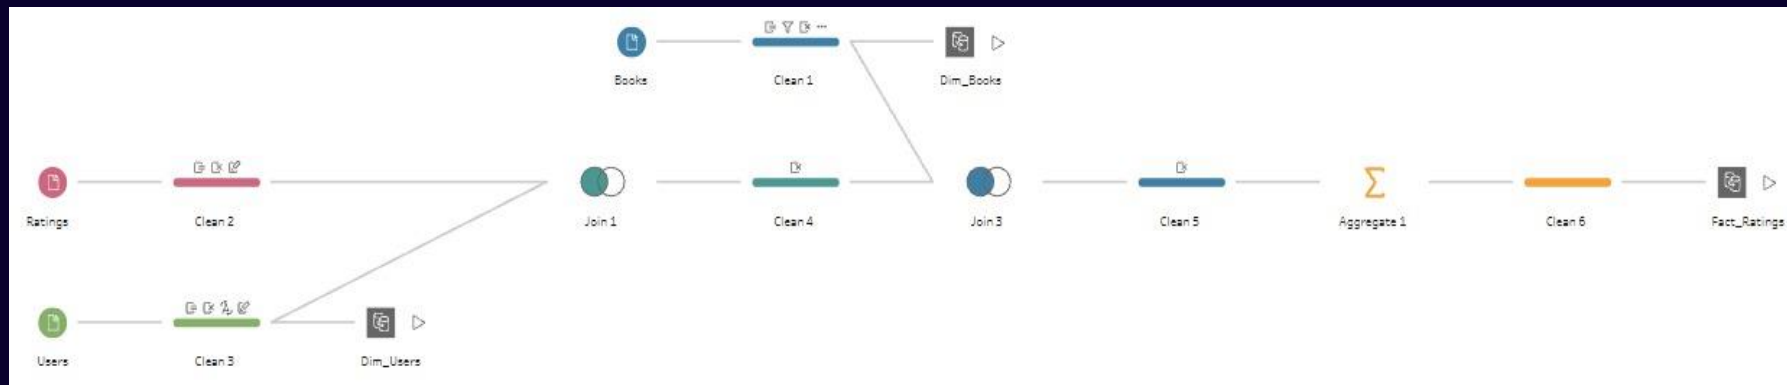 Books
Clean 1
Dim_Books
Ratings
Clean 2
Join 1
Clean 4
Join 3
Clean 5
Aggregate 1
Clean 6
Fact_Ratings
Users
Clean 3
Dim_Users